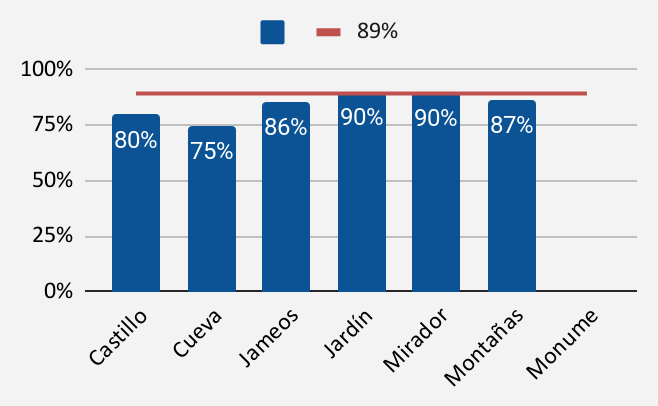 89%
100%
75%
50%
25%
0%
80%
75%
86%
90%
90%
87%
Castillo
Cueva
Jameos
Jardín
Mirador
Montañas
Monume